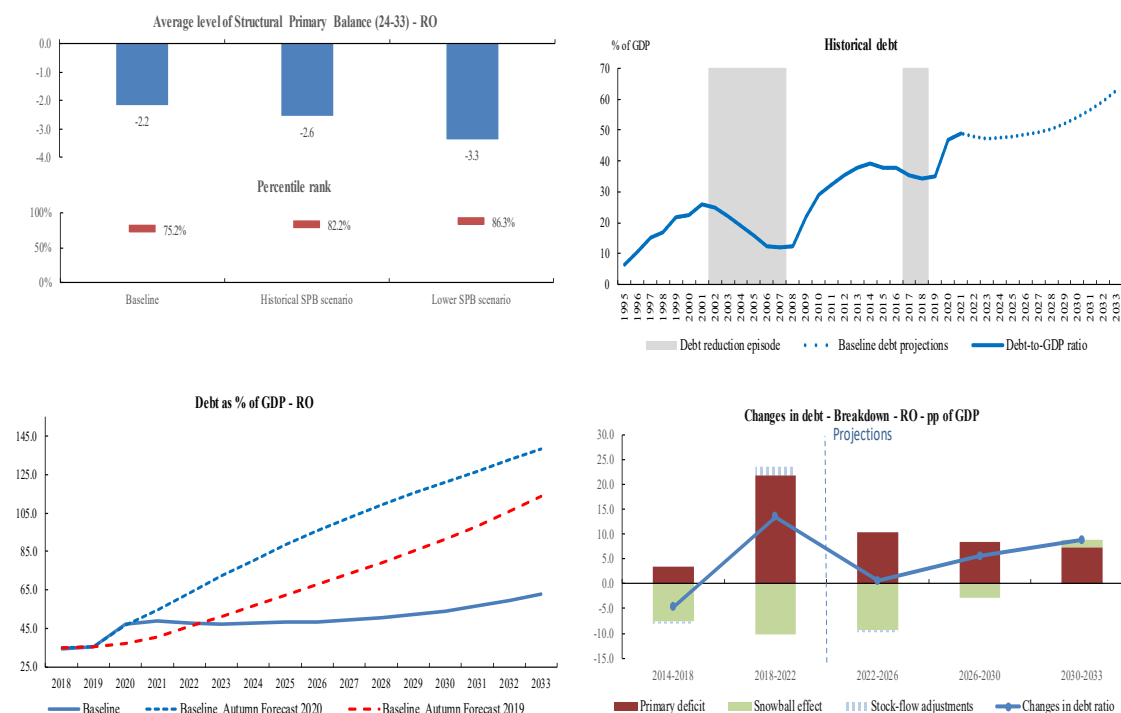 Average level of Structural Primary Balance (24-33) - RO
0.0
-1.0
-2.0
-3.0
-4.0
-2.2
-2.6
-3.3
Percentile rank
100%
50%
0%
75.2%
82.2%
86.3%
Baseline Historical SPB scenario Lower SPB scenario
Historical debt
% of GDP
70
60
50
40
30
20
10
0
1995 1996 1997 1998 1999 2000 2001 2002 2003 2004 2005 2006 2007 2008 2009 2010 2011 2012 2013 2014 2015 2016 2017 2018 2019 2020 2021 2022 2023 2024 2025 2026 2027 2028 2029 2030 2031 2032 2033
Debt reduction episode Baseline debt projections Debt-to-GDP ratio
Debt as % of GDP - RO
145.0
125.0
105.0
85.0
65.0
45.0
25.0
2018 2019 2020 2021 2022 2023 2024 2025 2026 2027 2028 2029 2030 2031 2032 2033
Baseline Baseline Autumn Forecast 2020 Baseline Autumn Forecast 2019
Changes in debt - Breakdown - RO - pp of GDP
Projections
30.0
25.0
20.0
15.0
10.0
5.0
0.0
-5.0
-10.0
-15.0
2014-2018 2018-2022 2022-2026 2026-2030 2030-2033
Primary deficit Snowball effect Stock-flow adjustments Changes in debt ratio